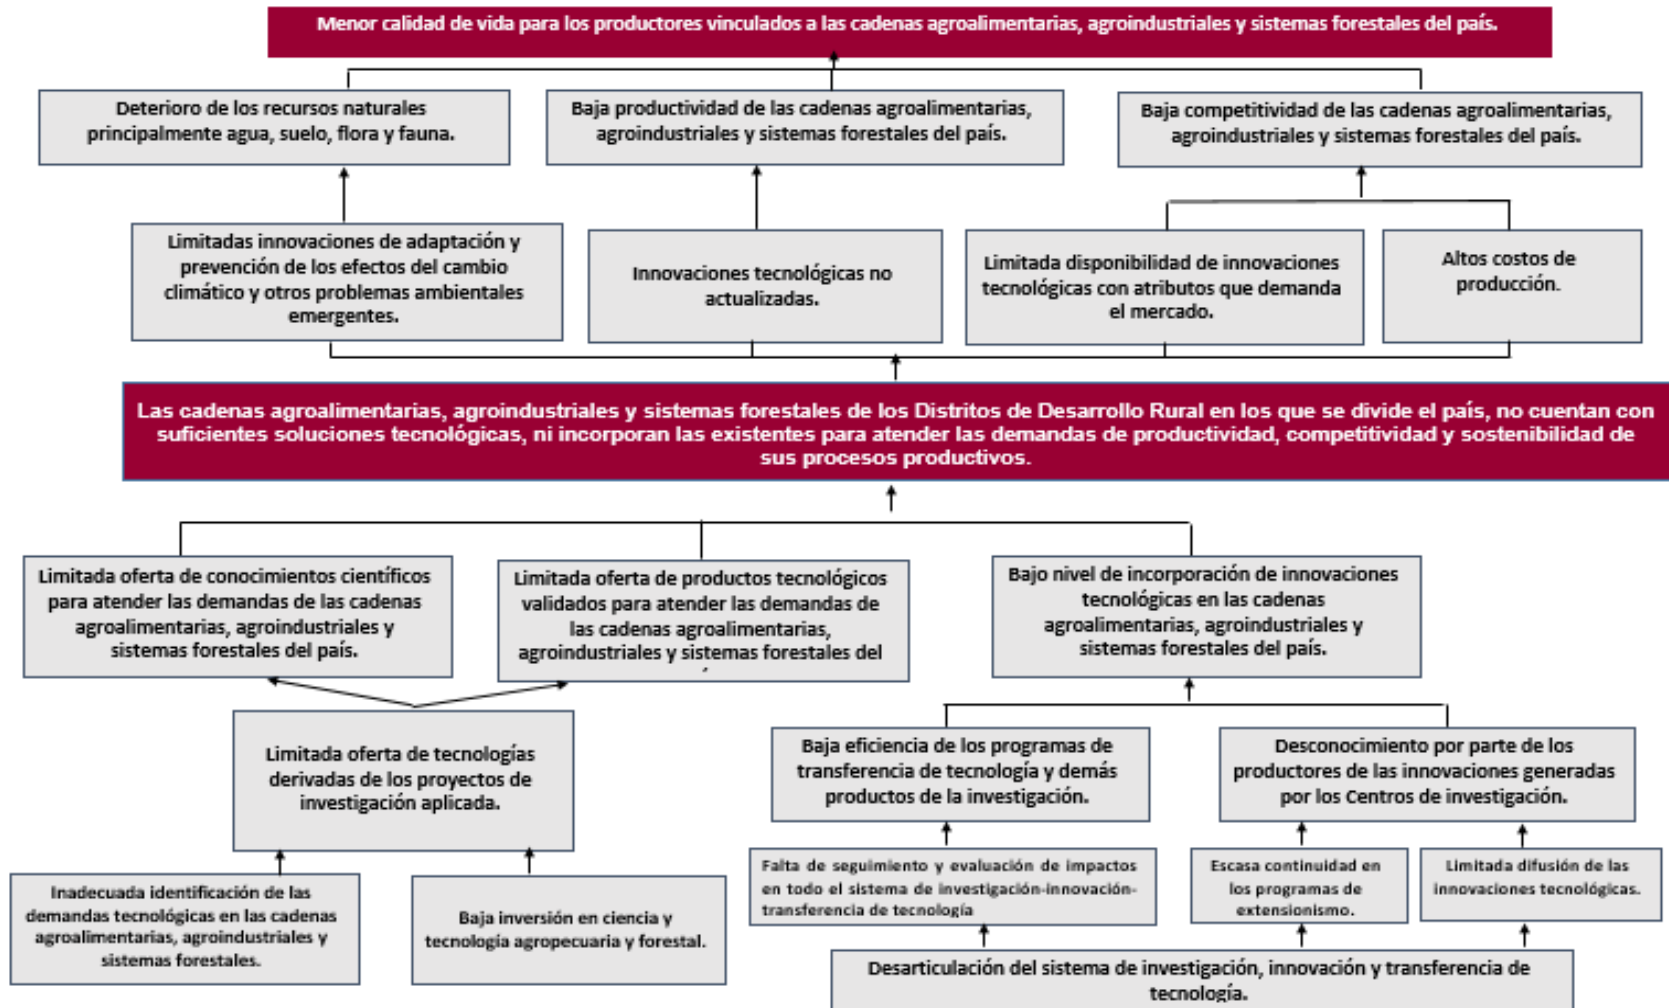 Menor calidad de vida para los productores vinculados a las cadenas agroalimentarias, agroindustriales y sistemas forestales del país.
Deterioro de los recursos naturales
principalmente agua, suelo, flora y fauna.
Baja productividad de las cadenas agroalimentarias,
agroindustriales y sistemas forestales del país.
Baja competitividad de las cadenas agroalimentarias,
agroindustriales y sistemas forestales del país.
Limitadas innovaciones de adaptación y
prevención de los efectos del cambio
climático y otros problemas ambientales
emergentes.
Innovaciones tecnológicas no
actualizadas.
Limitada disponibilidad de innovaciones
tecnológicas con atributos que demanda
el mercado.
Altos costos de
producción.
Las cadenas agroalimentarias, agroindustriales y sistemas forestales de los Distritos de Desarrollo Rural en los que se divide el país, no cuentan con
suficientes soluciones tecnológicas, ni incorporan las existentes para atender las demandas de productividad, competitividad y sostenibilidad de
sus procesos productivos.
Limitada oferta de conocimientos científicos
para atender las demandas de las cadenas
agroalimentarias, agroindustriales y
sistemas forestales del país.
Limitada oferta de productos tecnológicos
validados para atender las demandas de
las cadenas agroalimentarias,
agroindustriales y sistemas forestales del
Bajo nivel de incorporación de innovaciones
tecnológicas en las cadenas
agroalimentarias, agroindustriales y
sistemas forestales del país.
Limitada oferta de tecnologías
derivadas de los proyectos de
investigación aplicada.
Baja eficiencia de los programas de
transferencia de tecnología y demás
productos de la investigación.
Desconocimiento por parte de los
productores de las innovaciones generadas
por los Centros de investigación.
Inadecuada identificación de las
demandas tecnológicas en las cadenas
agroalimentarias, agroindustriales y
sistemas forestales.
Baja inversión en ciencia y
tecnología agropecuaria y forestal.
Falta de seguimiento y evaluación de impactos
en todo el sistema de investigación-innovación-
transferencia de tecnología
Escasa continuidad en
los programas de
extensionismo.
Limitada difusión de las
innovaciones tecnológicas.
Desarticulación del sistema de investigación, innovación y transferencia de
tecnología.